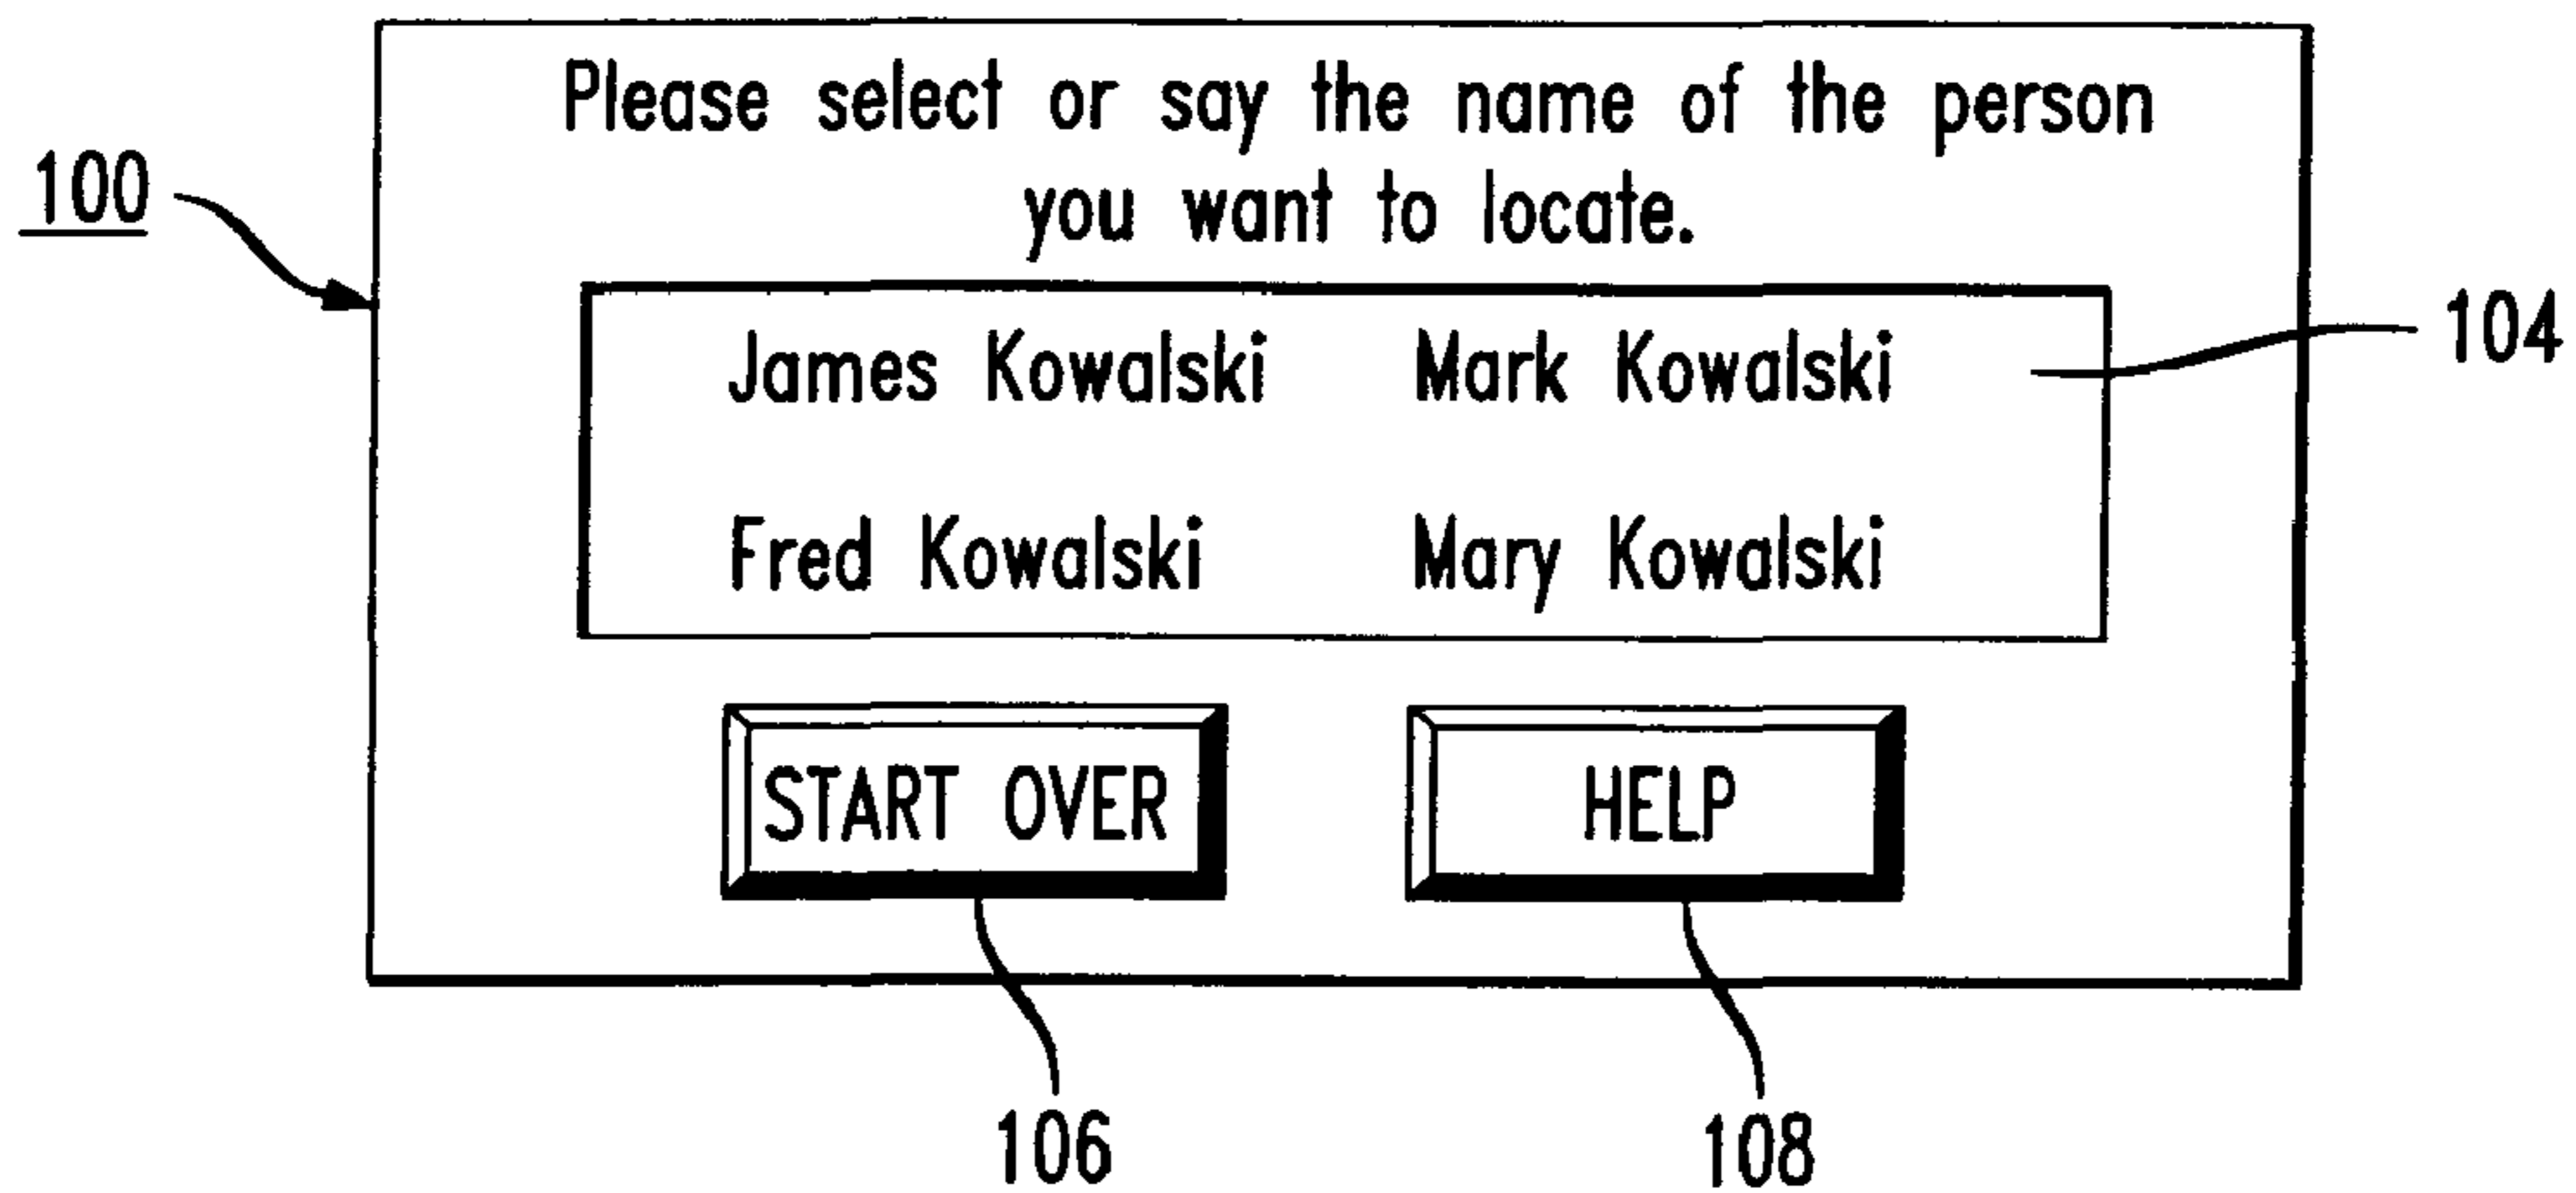 Please select or say the name of the person
you want to locate.
100
104
James Kowalski Mark Kowalski
Fred Kowalski Mary Kowalski
START OVER HELP
106 108